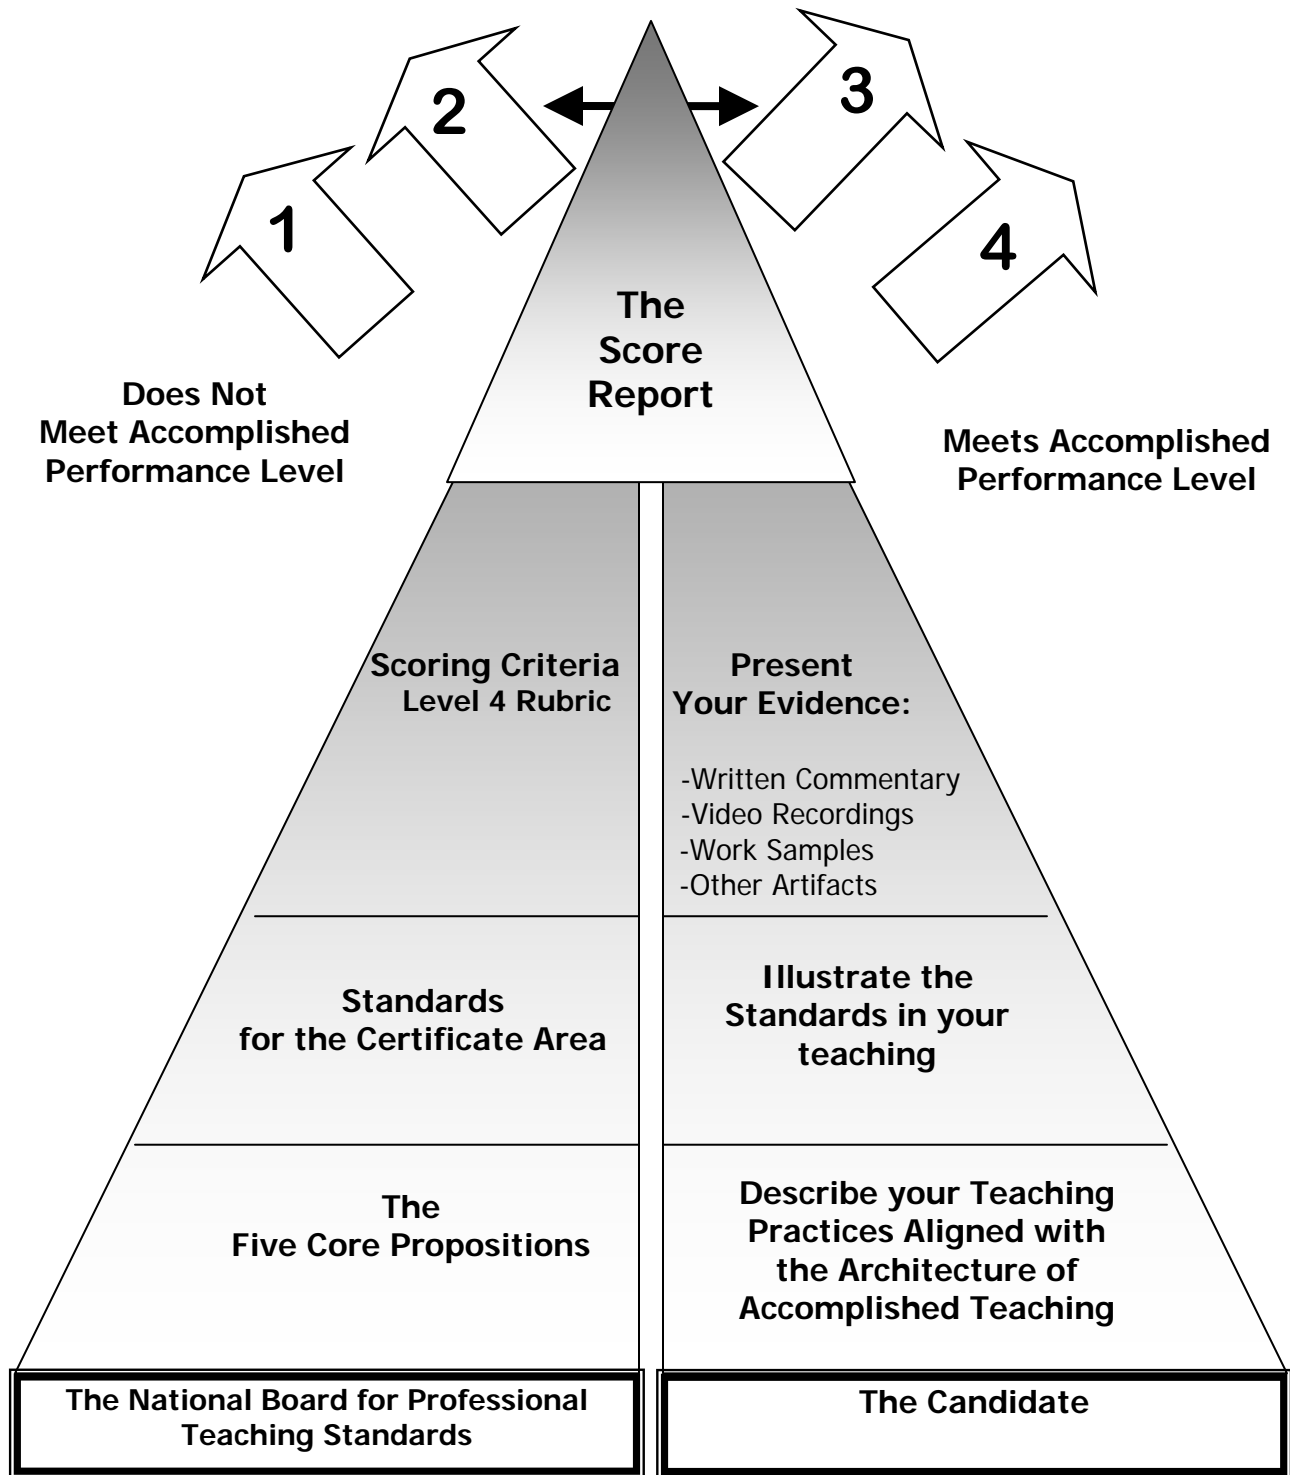 2
3
1
4
The
Score
Report
Does Not
Meet Accomplished
Performance Level
Meets Accomplished
Performance Level
Scoring Criteria
Level 4 Rubric
Present
Your Evidence:
-Written Commentary
-Video Recordings
-Work Samples
-Other Artifacts
Standards
for the Certificate Area
Illustrate the
Standards in your
teaching
The
Five Core Propositions
Describe your Teaching
Practices Aligned with
the Architecture of
Accomplished Teaching
The National Board for Professional
Teaching Standards
The Candidate